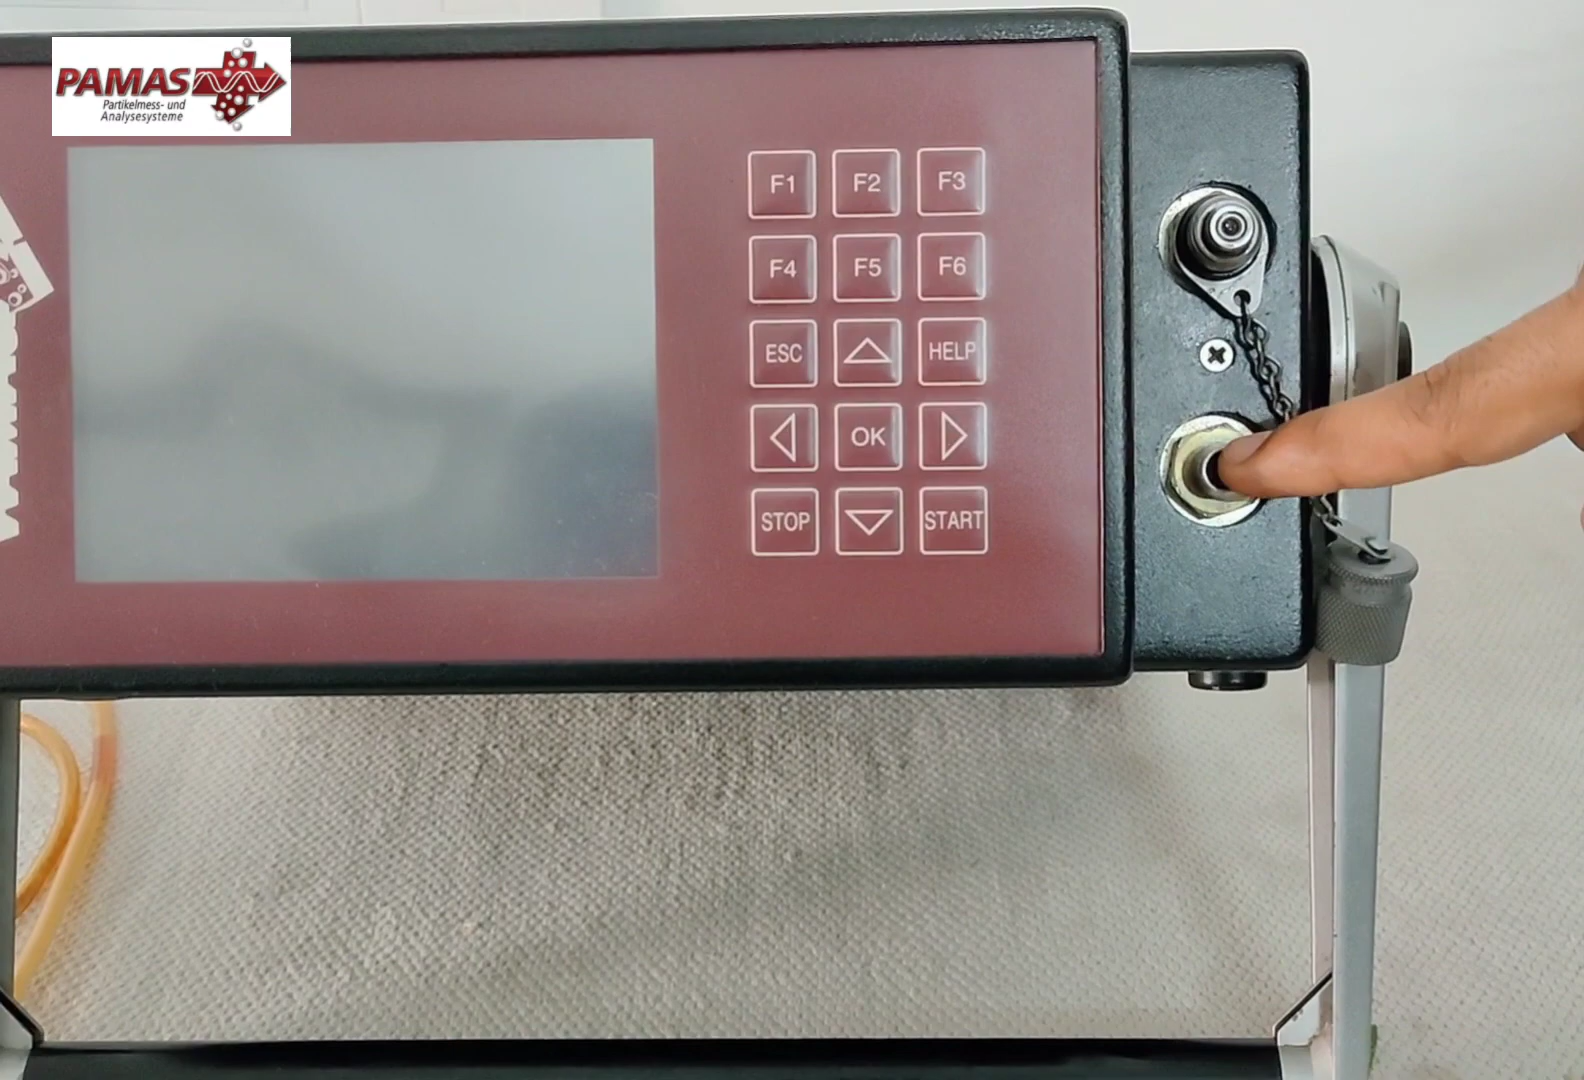 PAMAS
Partikelmess- und
Analysesysteme
F1 F2 F3
F4 F5 F6
ESC HELP
OK
STOP START